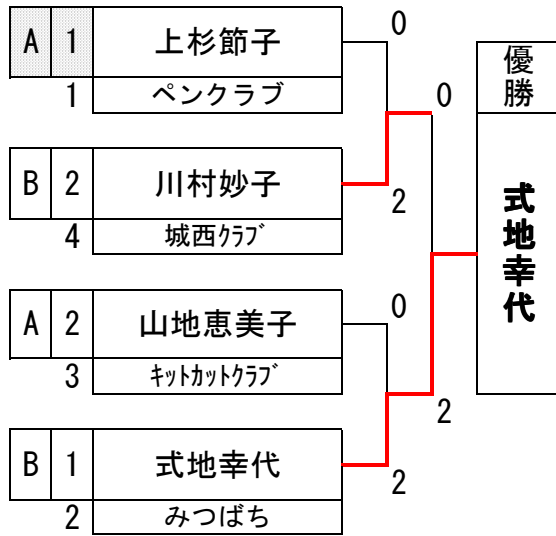 A 1 上杉節子 0
1 ペンクラブ
0
優勝
B 2 川村妙子 2
4 城西ｸﾗﾌﾞ
式地幸代
A 2 山地恵美子 0
3 ｷｯﾄｶｯﾄｸﾗﾌﾞ
2
B 1 式地幸代 2
2 みつばち